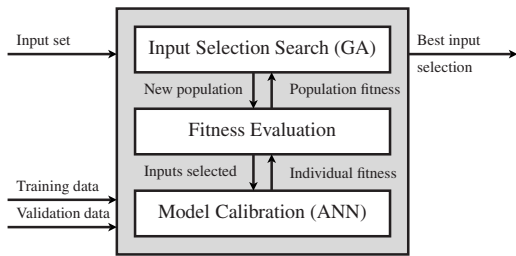 Input set
Input Selection Search (GA)
Best input
selection
New population
Population fitness
Fitness Evaluation
Inputs selected
Individual fitness
Training data
Validation data
Model Calibration (ANN)